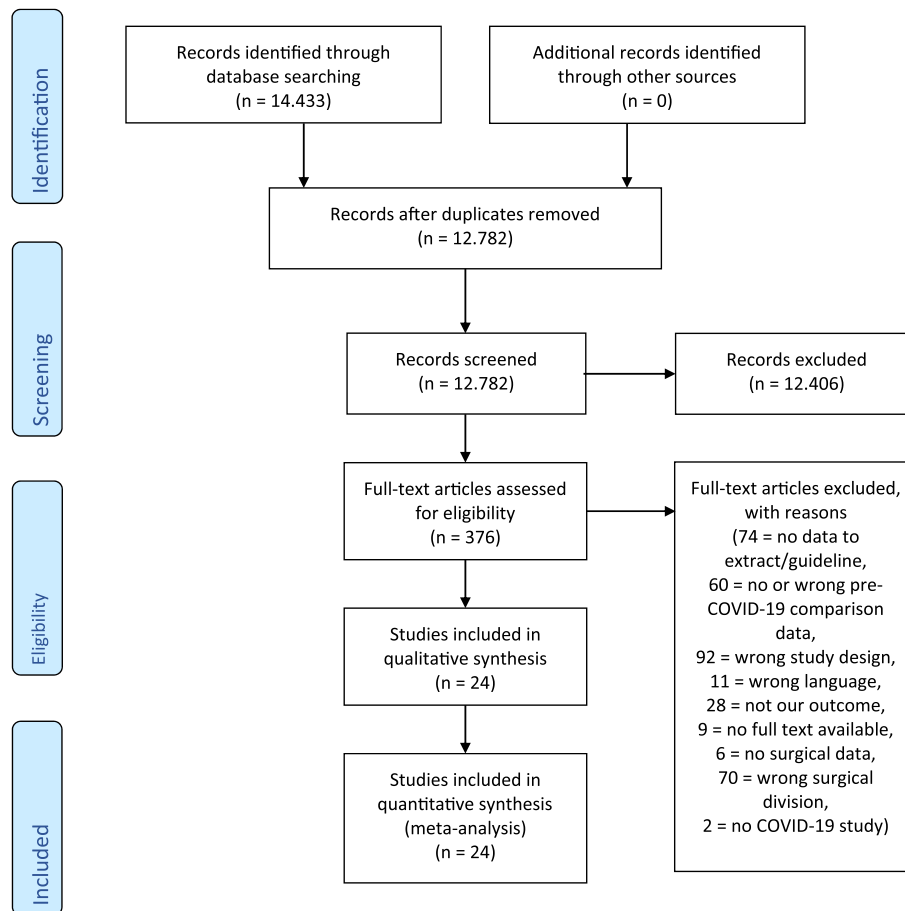 Identification
Records identified through
database searching
(n = 14.433)
Additional records identified
through other sources
(n = 0)
Records after duplicates removed
(n = 12.782)
Screening
Records screened
(n = 12.782)
Records excluded
(n = 12.406)
Eligibility
Full-text articles assessed
for eligibility
(n = 376)
Full-text articles excluded,
with reasons
(74 = no data to
extract/guideline,
60 = no or wrong pre-
COVID-19 comparison
data,
92 = wrong study design,
11 = wrong language,
28 = not our outcome,
9 = no full text available,
6 = no surgical data,
70 = wrong surgical
division,
2 = no COVID-19 study)
Studies included in
qualitative synthesis
(n = 24)
Included
Studies included in
quantitative synthesis
(meta-analysis)
(n = 24)